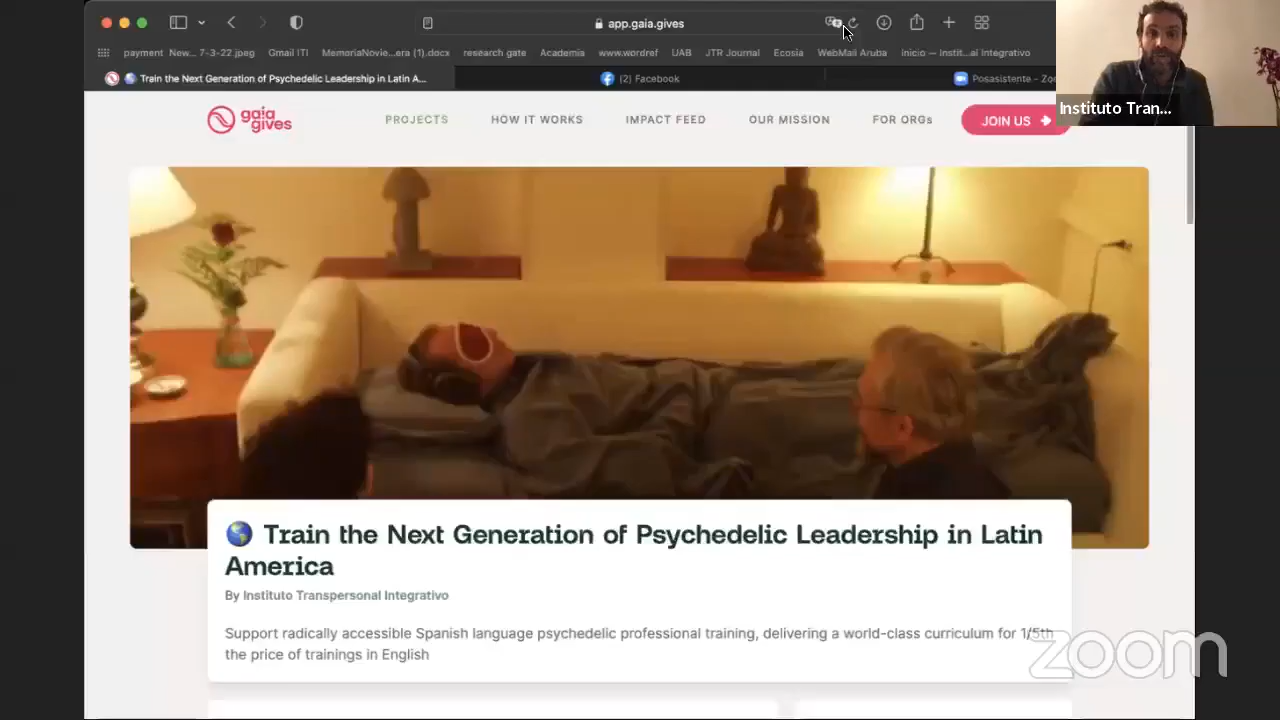 app.gaia.gives
payment New... 7-3-22.jpeg Gmail ITI MemoriaNovie...era (1).docx research gate Academia www.wordref UAB JTR Journal Ecosia WebMail Aruba inicio — Instit...al Integrativo
Train the Next Generation of Psychedelic Leadership in Latin A... (2) Facebook Posasistente - Zoo
Instituto Tran...
gaia
gives
PROJECTS HOW IT WORKS IMPACT FEED OUR MISSION FOR ORGs JOIN US
Train the Next Generation of Psychedelic Leadership in Latin
America
By Instituto Transpersonal Integrativo
Support radically accessible Spanish language psychedelic professional training, delivering a world-class curriculum for 1/5th
the price of trainings in English
zoom